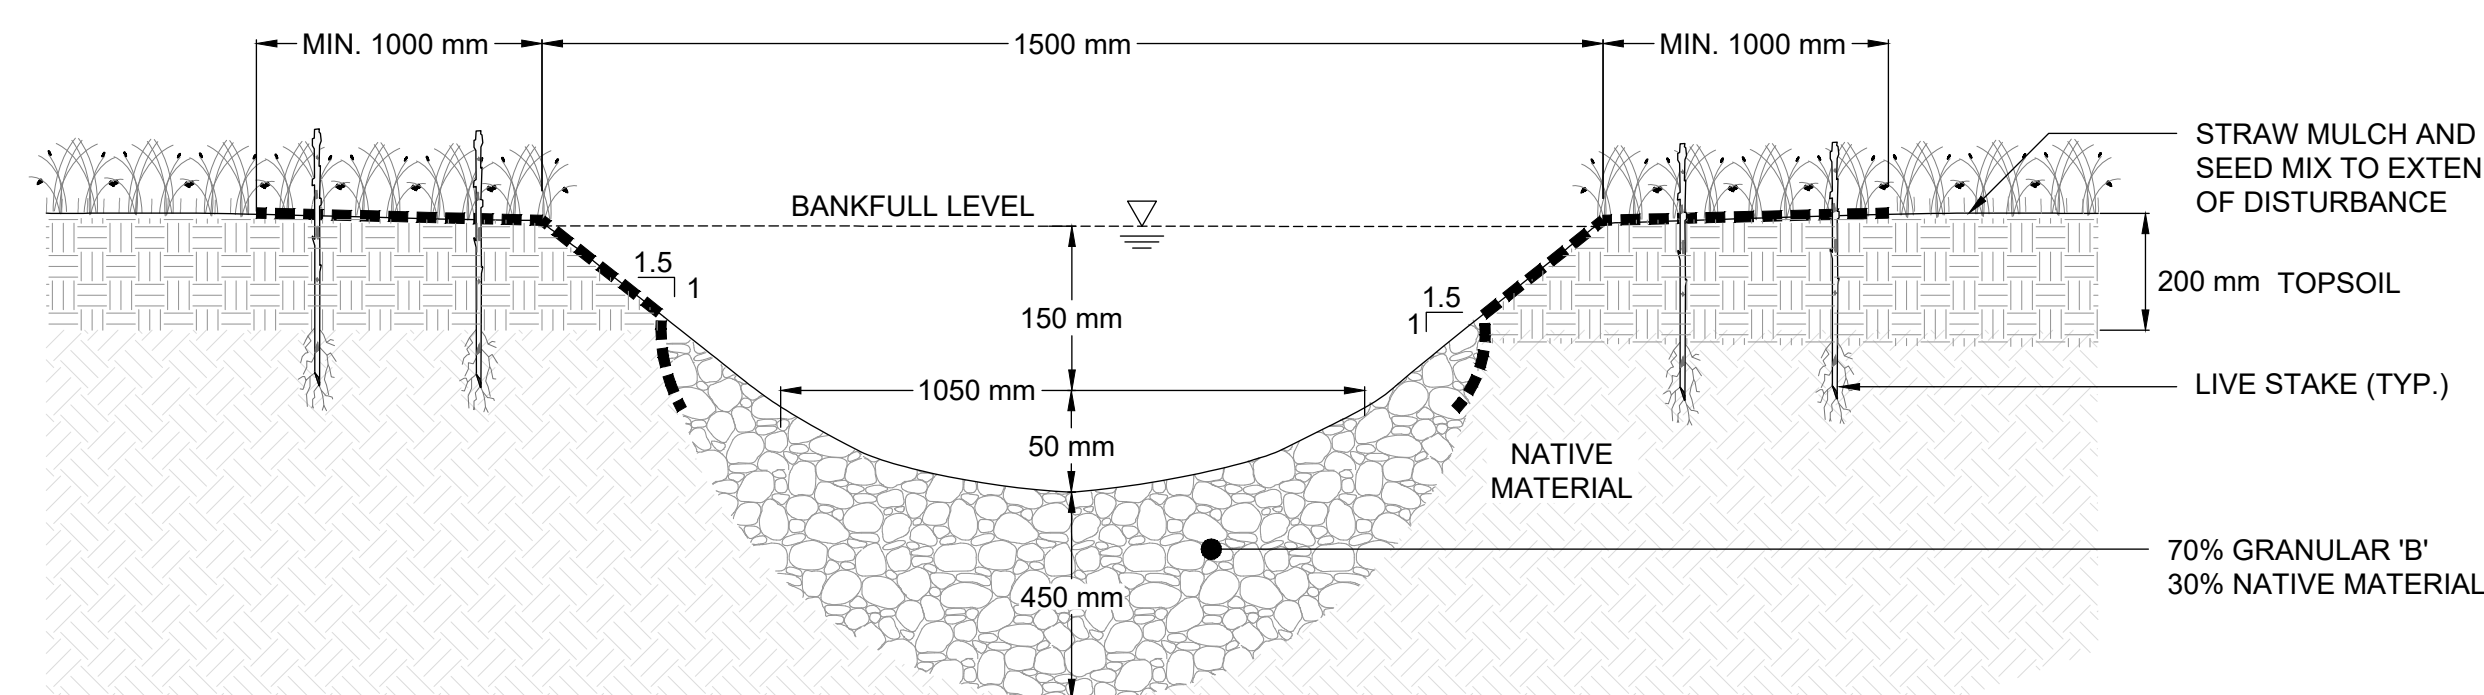 MIN. 1000 mm
1500 mm
MIN. 1000 mm
STRAW MULCH AND
SEED MIX TO EXTEN
OF DISTURBANCE
BANKFULL LEVEL
1.5
1
150 mm
1.5
1
200 mm TOPSOIL
1050 mm
LIVE STAKE (TYP.)
50 mm
NATIVE
MATERIAL
70% GRANULAR 'B'
30% NATIVE MATERIAL
450 mm